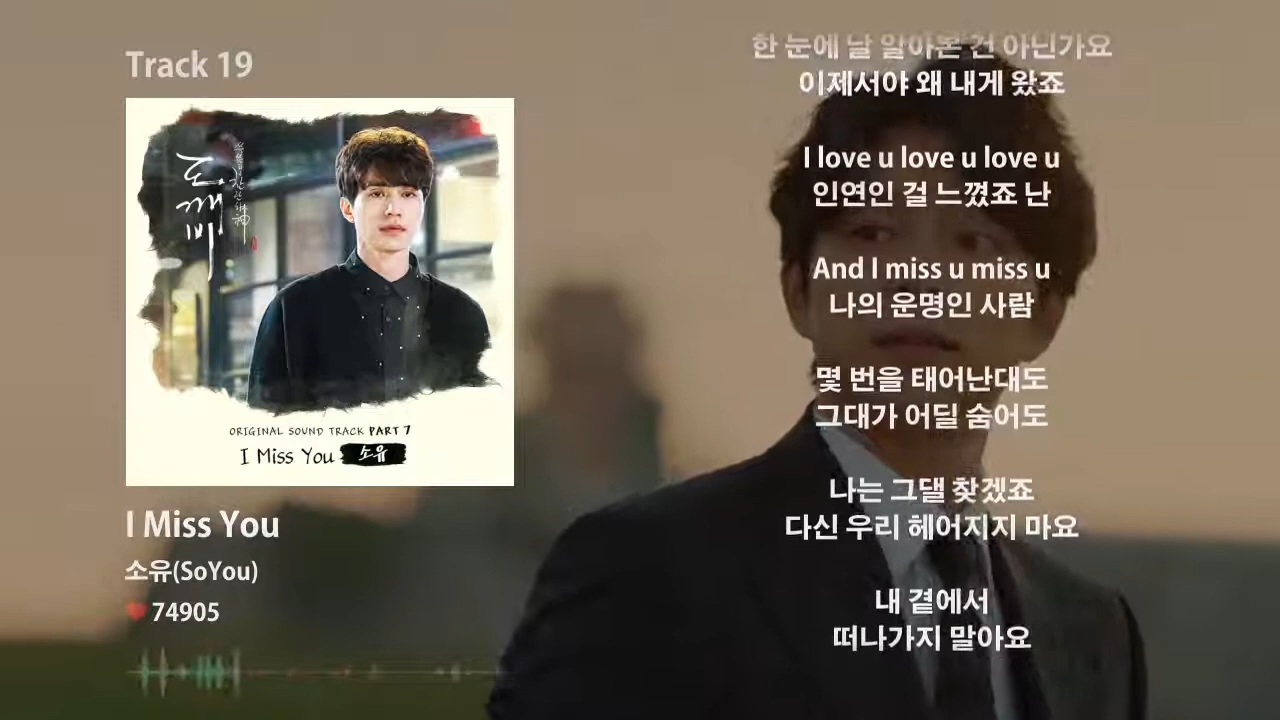 Track 19
도깨비
ORIGINAL SOUND TRACK PART 7
I Miss You 소유
I Miss You
소유(SoYou)
74905
한 눈에 날 알아본 건 아닌가요
이제서야 왜 내게 왔죠
I love u love u love u
인연인 걸 느꼈죠 난
And I miss u miss u
나의 운명인 사람
몇 번을 태어난대도
그대가 어딜 숨어도
나는 그댈 찾겠죠
다신 우리 헤어지지 마요
내 곁에서
떠나가지 말아요